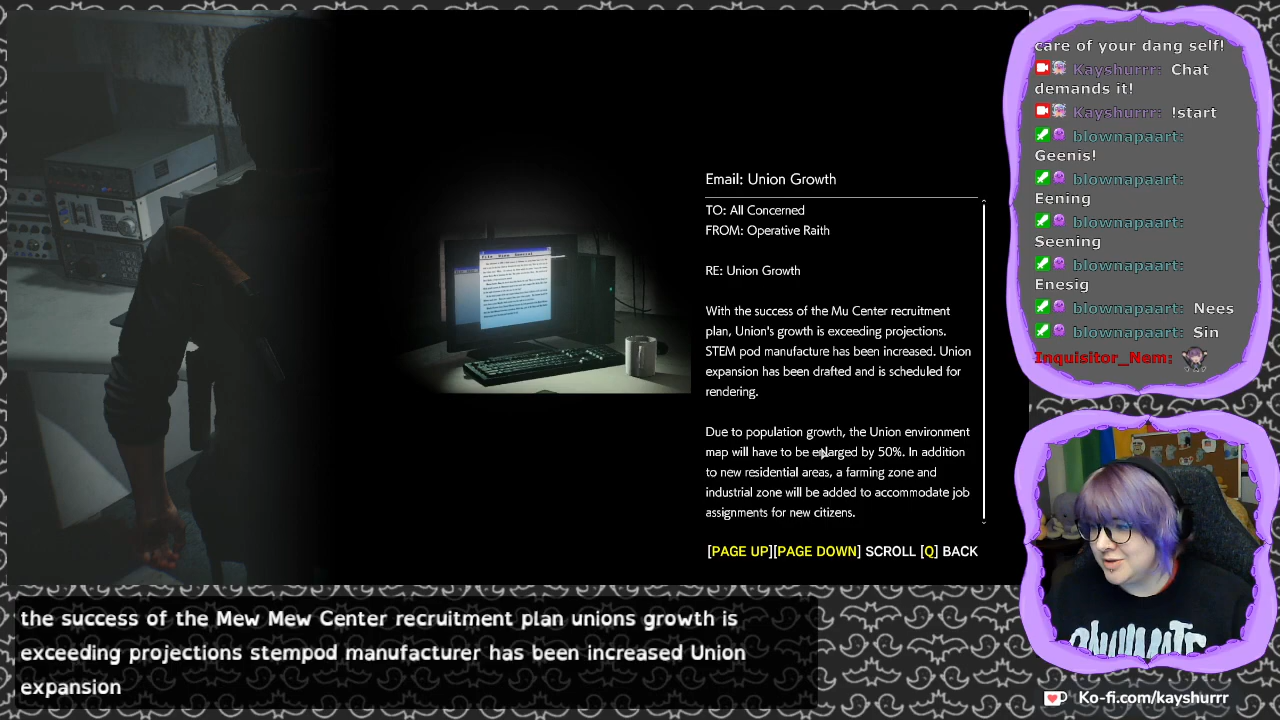 Email: Union Growth
TO: All Concerned
FROM: Operative Raith
RE: Union Growth
With the success of the Mu Center recruitment
plan, Union's growth is exceeding projections.
STEM pod manufacture has been increased. Union
expansion has been drafted and is scheduled for
rendering.
Due to population growth, the Union environment
map will have to be enlarged by 50%. In addition
to new residential areas, a farming zone and
industrial zone will be added to accommodate job
assignments for new citizens.
[PAGE UP][PAGE DOWN] SCROLL [Q] BACK
care of your dang self!
Kayshurrr: Chat
demands it!
Kayshurrr: !start
blownapaart:
Geenis!
blownapaart:
Eening
blownapaart:
Seening
blownapaart:
Enesig
blownapaart: Nees
blownapaart: Sin
Inquisitor_Nem:
the success of the Mew Mew Center recruitment plan unions growth is
exceeding projections stempod manufacturer has been increased Union
expansion
Ko-fi.com/kayshurrr